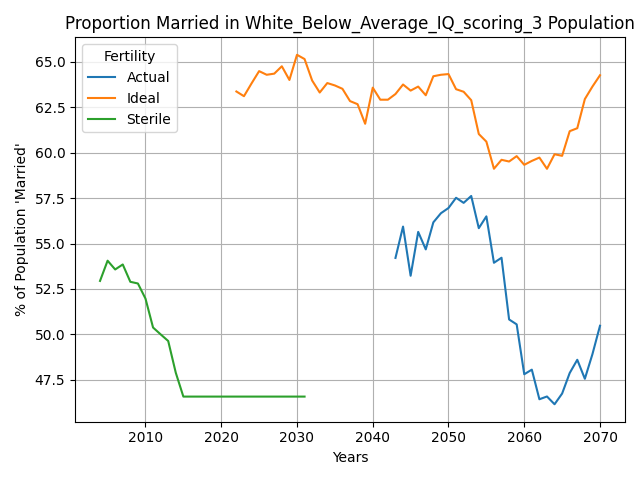 Proportion Married in White_Below_Average_IQ_scoring_3 Population
Fertility
Actual
Ideal
Sterile
% of Population 'Married'
65.0
62.5
60.0
57.5
55.0
52.5
50.0
47.5
2010 2020 2030 2040 2050 2060 2070
Years